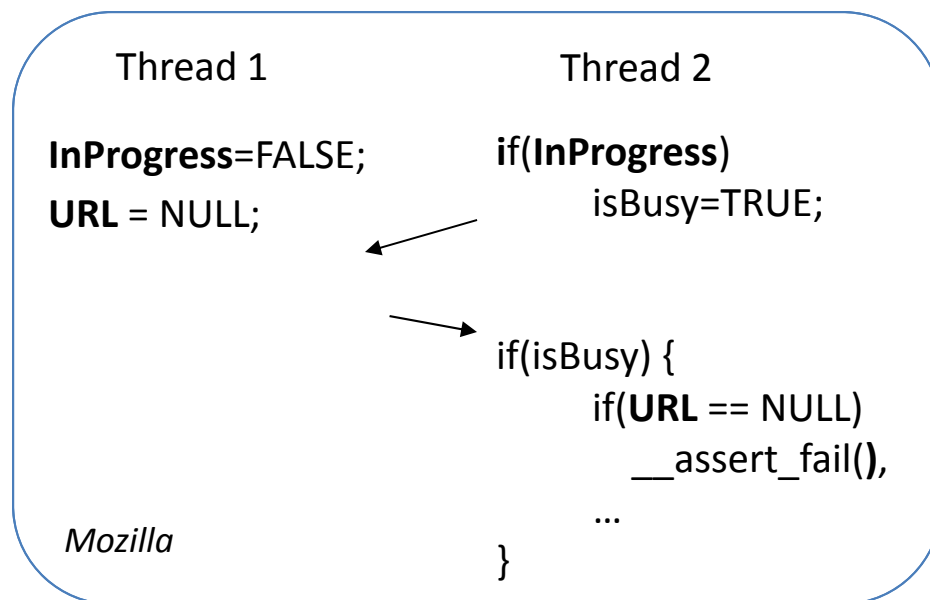 Thread 1
InProgress=FALSE;
URL = NULL;
Thread 2
if(InProgress)
isBusy=TRUE;
if(isBusy) {
if(URL == NULL)
__assert_fail(),
...
}
Mozilla